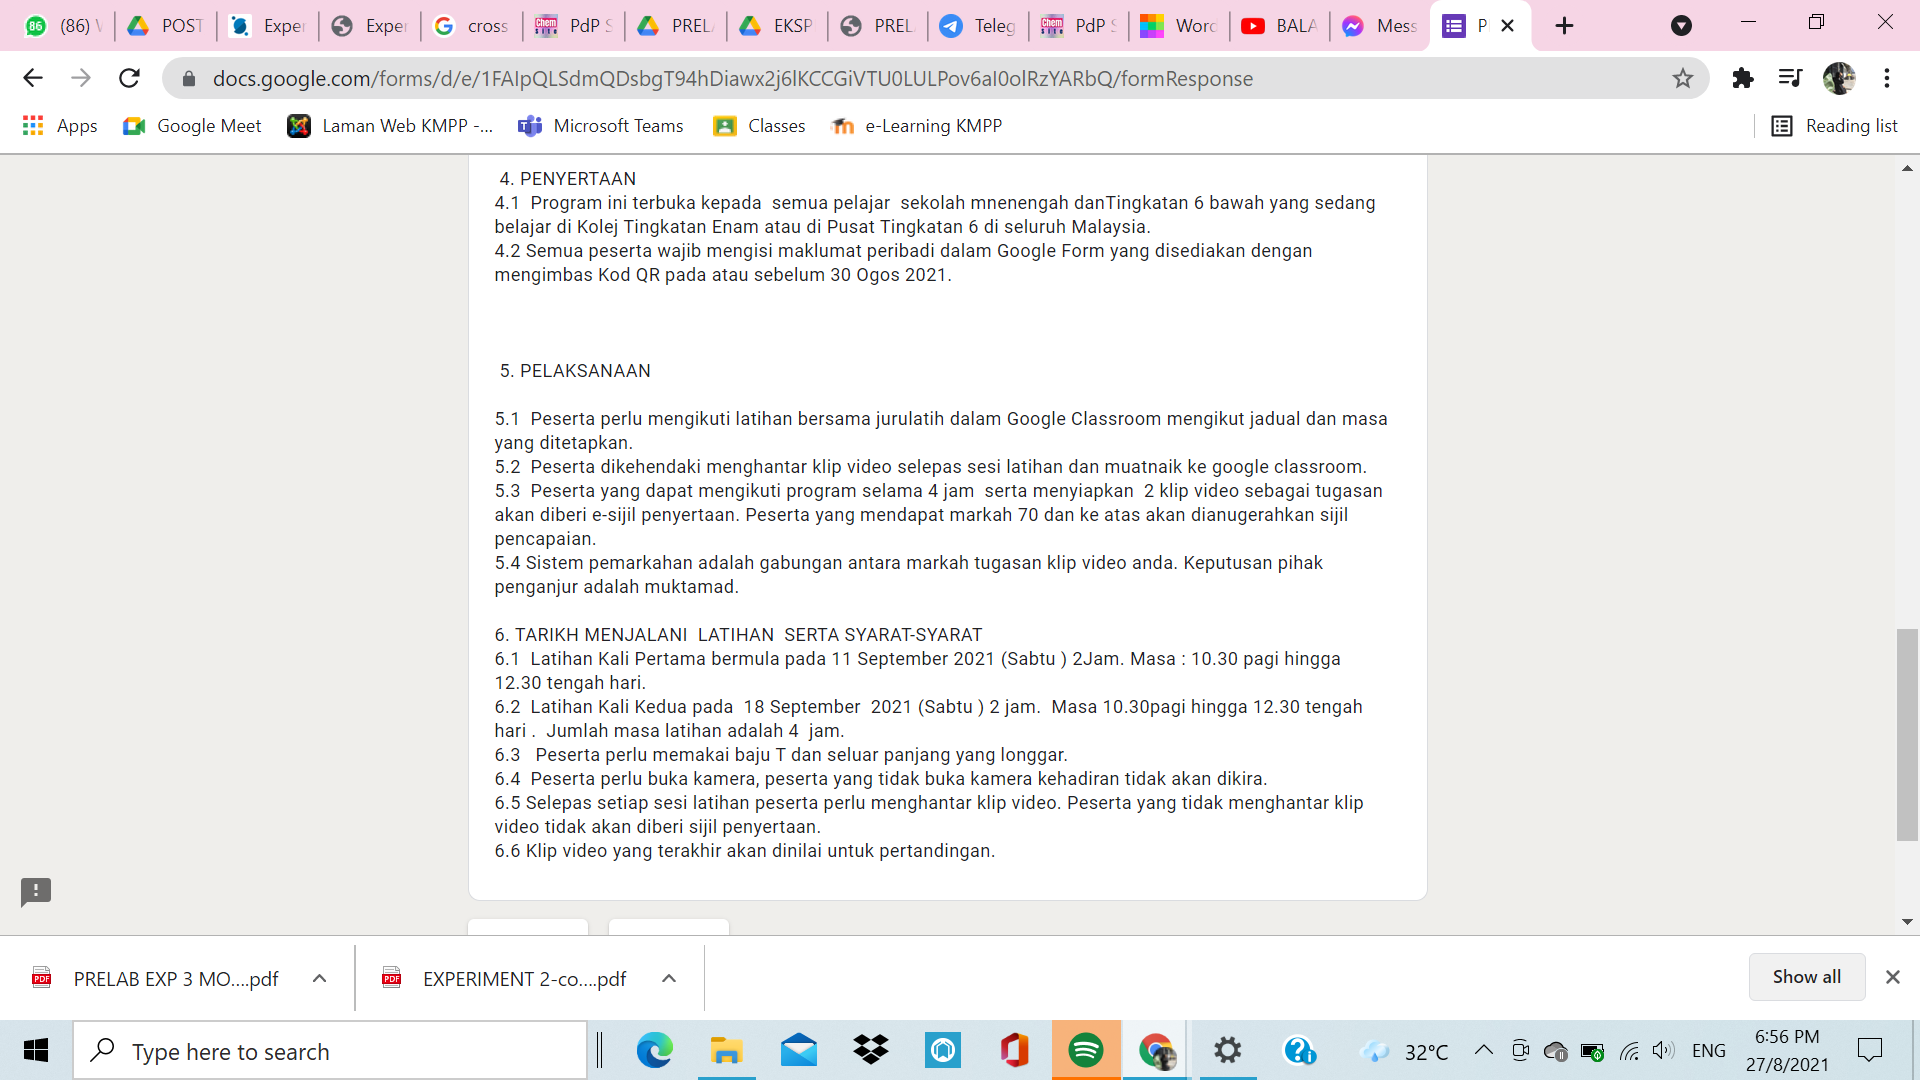 (86) W
POST
Exper
Exper
cross
PdP S
PRELA
EKSP
PREL
Teleg
PdP S
Word
BALA
Mess
P
docs.google.com/forms/d/e/1FAIpQLSdmQDsbgT94hDiawx2j6lKCCGiVTU0LULPov6aI0olRzYARbQ/formResponse
Apps
Google Meet
Laman Web KMPP -...
Microsoft Teams
Classes
e-Learning KMPP
Reading list
4. PENYERTAAN
4.1 Program ini terbuka kepada semua pelajar sekolah mnenengah danTingkatan 6 bawah yang sedang
belajar di Kolej Tingkatan Enam atau di Pusat Tingkatan 6 di seluruh Malaysia.
4.2 Semua peserta wajib mengisi maklumat peribadi dalam Google Form yang disediakan dengan
mengimbas Kod QR pada atau sebelum 30 Ogos 2021.
5. PELAKSANAAN
5.1 Peserta perlu mengikuti latihan bersama jurulatih dalam Google Classroom mengikut jadual dan masa
yang ditetapkan.
5.2 Peserta dikehendaki menghantar klip video selepas sesi latihan dan muatnaik ke google classroom.
5.3 Peserta yang dapat mengikuti program selama 4 jam serta menyiapkan 2 klip video sebagai tugasan
akan diberi e-sijil penyertaan. Peserta yang mendapat markah 70 dan ke atas akan dianugerahkan sijil
pencapaian.
5.4 Sistem pemarkahan adalah gabungan antara markah tugasan klip video anda. Keputusan pihak
penganjur adalah muktamad.
6. TARIKH MENJALANI LATIHAN SERTA SYARAT-SYARAT
6.1 Latihan Kali Pertama bermula pada 11 September 2021 (Sabtu ) 2Jam. Masa : 10.30 pagi hingga
12.30 tengah hari.
6.2 Latihan Kali Kedua pada 18 September 2021 (Sabtu ) 2 jam. Masa 10.30pagi hingga 12.30 tengah
hari . Jumlah masa latihan adalah 4 jam.
6.3 Peserta perlu memakai baju T dan seluar panjang yang longgar.
6.4 Peserta perlu buka kamera, peserta yang tidak buka kamera kehadiran tidak akan dikira.
6.5 Selepas setiap sesi latihan peserta perlu menghantar klip video. Peserta yang tidak menghantar klip
video tidak akan diberi sijil penyertaan.
6.6 Klip video yang terakhir akan dinilai untuk pertandingan.
PRELAB EXP 3 MO....pdf
EXPERIMENT 2-co....pdf
Show all
Type here to search
32°C
ENG
6:56 PM
27/8/2021